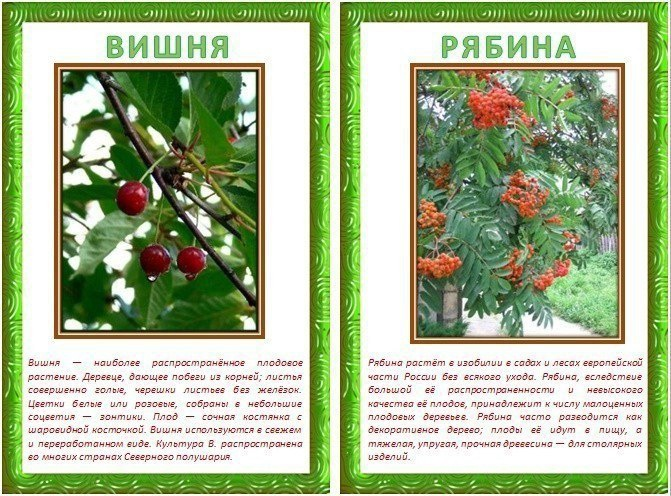 ВИШНЯ
Вишня — наиболее распространённое плодовое
растение. Деревце, дающее побеги из корней; листья
совершенно голые, черешки листьев без желёзок.
Цветки белые или розовые, собраны в небольшие
соцветия — зонтики. Плод — сочная костянка с
шаровидной косточкой. Вишня используются в свежем
и переработанном виде. Культура В. распространена
во многих странах Северного полушария.
РЯБИНА
Рябина растёт в изобилии в садах и лесах европейской
части России без всякого ухода. Рябина, вследствие
большой её распространенности и невысокого
качества её плодов, принадлежит к числу малоценных
плодовых деревьев. Рябина часто разводится как
декоративное дерево; плоды её идут в пищу, а
тяжелая, упругая, прочная древесина — для столярных
изделий.